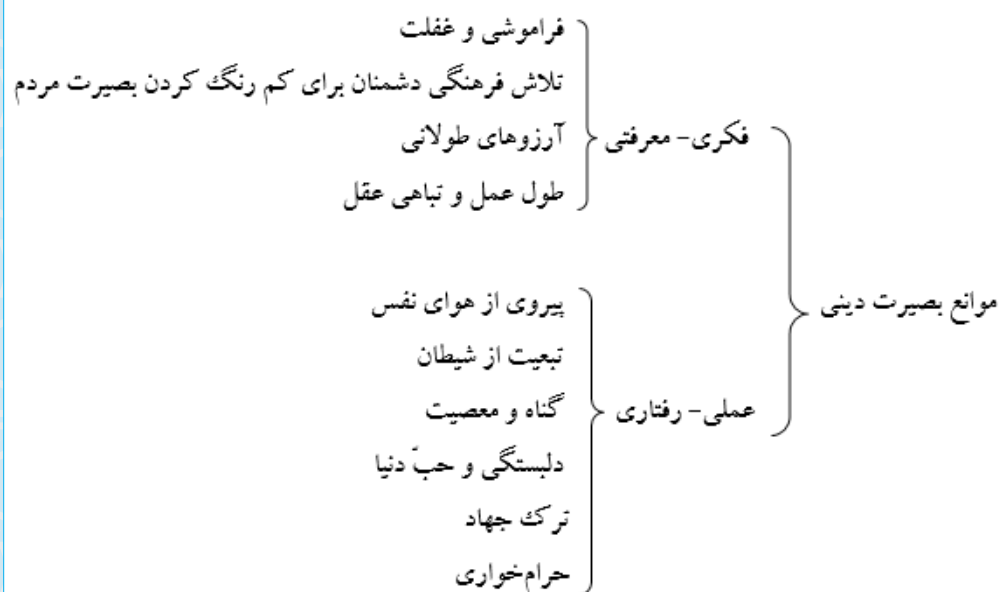 موانع بصیرت دینی
فکری- معرفتی
فراموشی و غفلت
تلاش فرهنگی دشمنان برای کم رنگ کردن بصیرت مردم
آرزوهای طولانی
طول عمل و تباهی عقل
عملی- رفتاری
پیروی از هوای نفس
تبعیت از شیطان
گناه و معصیت
دلبستگی و حبّ دنیا
ترک جهاد
حرام‌خواری